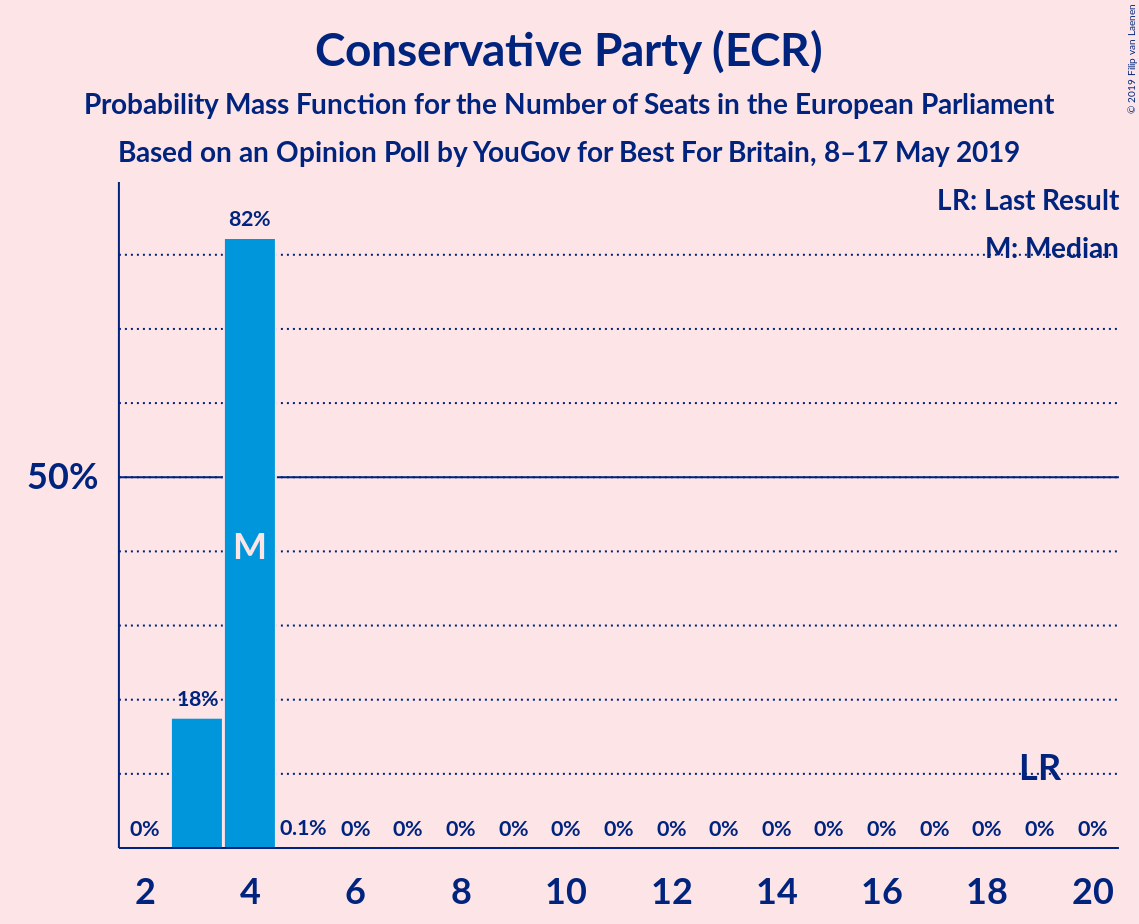 Conservative Party (ECR)
Probability Mass Function for the Number of Seats in the European Parliament
Based on an Opinion Poll by YouGov for Best For Britain, 8–17 May 2019
© 2019 Filip van Laenen
LR: Last Result
M: Median
82%
50%
M
18%
LR
0% 0.1% 0% 0% 0% 0% 0% 0% 0% 0% 0% 0% 0% 0% 0% 0% 0%
2 4 6 8 10 12 14 16 18 20